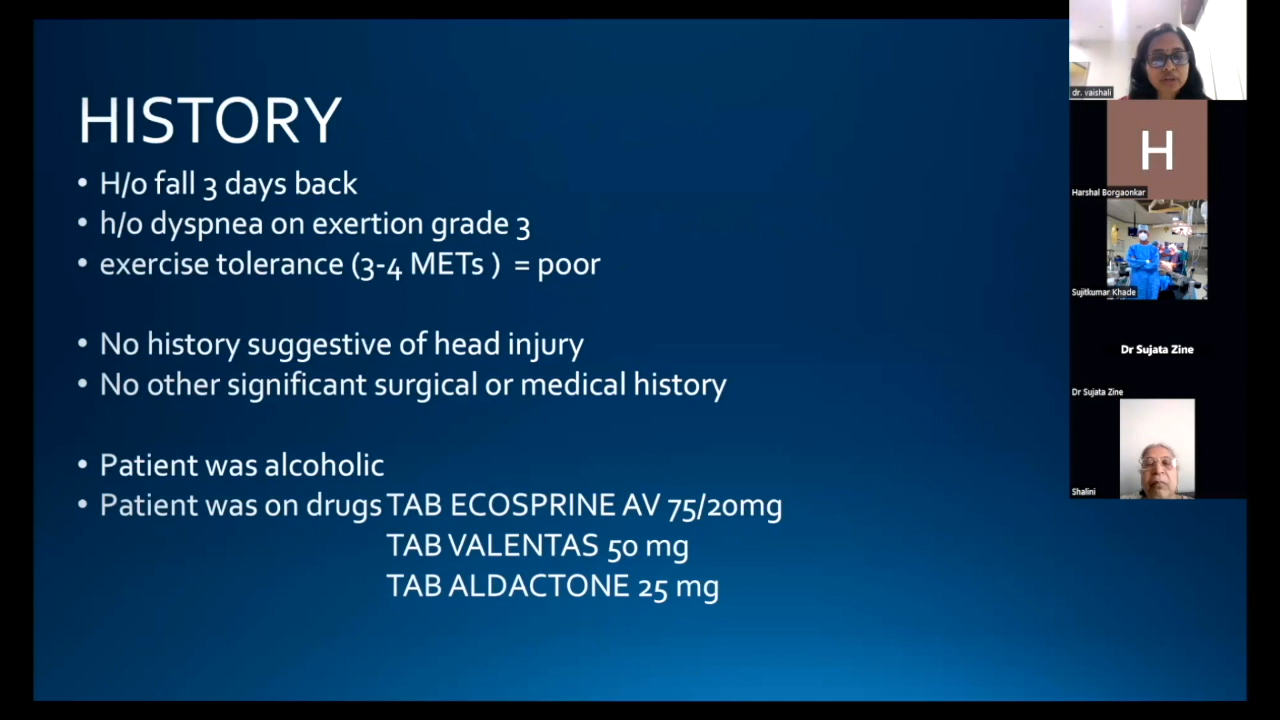 HISTORY
• H/o fall 3 days back
• h/o dyspnea on exertion grade 3
• exercise tolerance (3-4 METs ) = poor
• No history suggestive of head injury
• No other significant surgical or medical history
• Patient was alcoholic
• Patient was on drugs TAB ECOSPRINE AV 75/20mg
TAB VALENTAS 50 mg
TAB ALDACTONE 25 mg
dr. vaishali
H
Harshal Borgaonkar
Sujitkumar Khade
Dr Sujata Zine
Dr Sujata Zine
Shalini